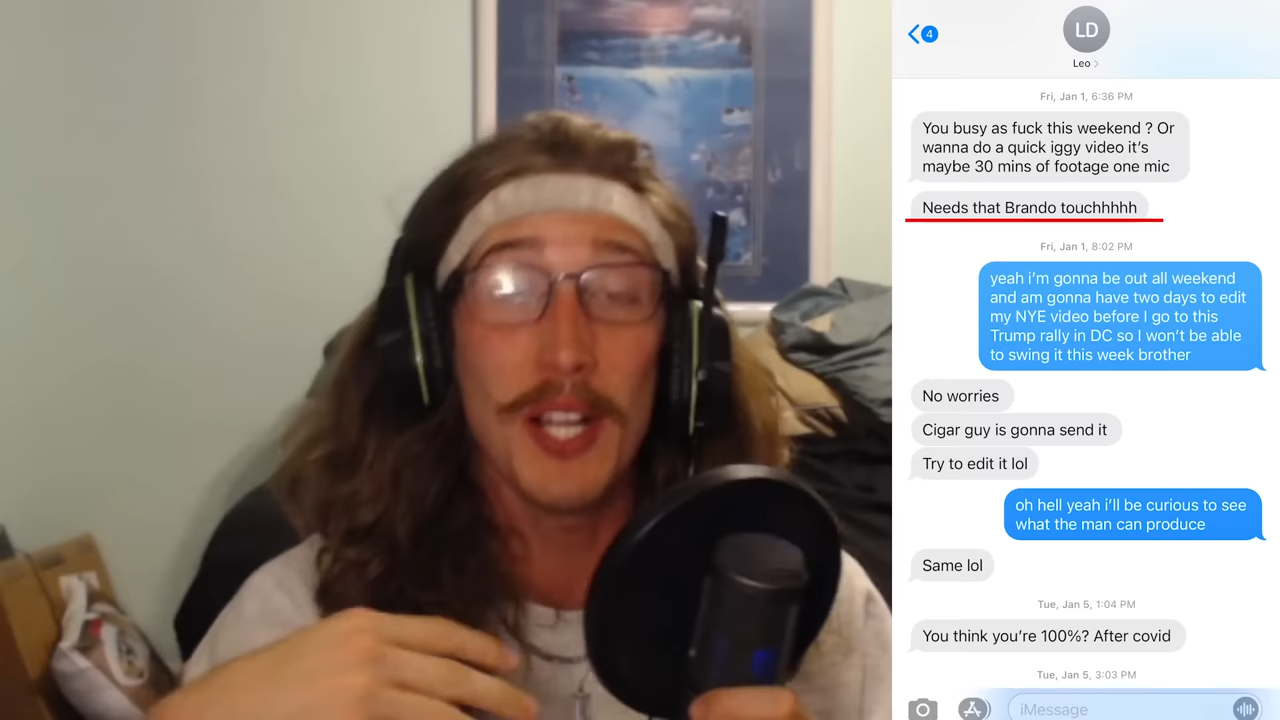 4
LD
Leo
Fri, Jan 1, 6:36 PM
You busy as fuck this weekend ? Or
wanna do a quick iggy video it's
maybe 30 mins of footage one mic
Needs that Brando touchhhhh
Fri, Jan 1, 8:02 PM
yeah i'm gonna be out all weekend
and am gonna have two days to edit
my NYE video before I go to this
Trump rally in DC so I won't be able
to swing it this week brother
No worries
Cigar guy is gonna send it
Try to edit it lol
oh hell yeah i'll be curious to see
what the man can produce
Same lol
Tue, Jan 5, 1:04 PM
You think you're 100%? After covid
Tue, Jan 5, 3:03 PM
iMessage